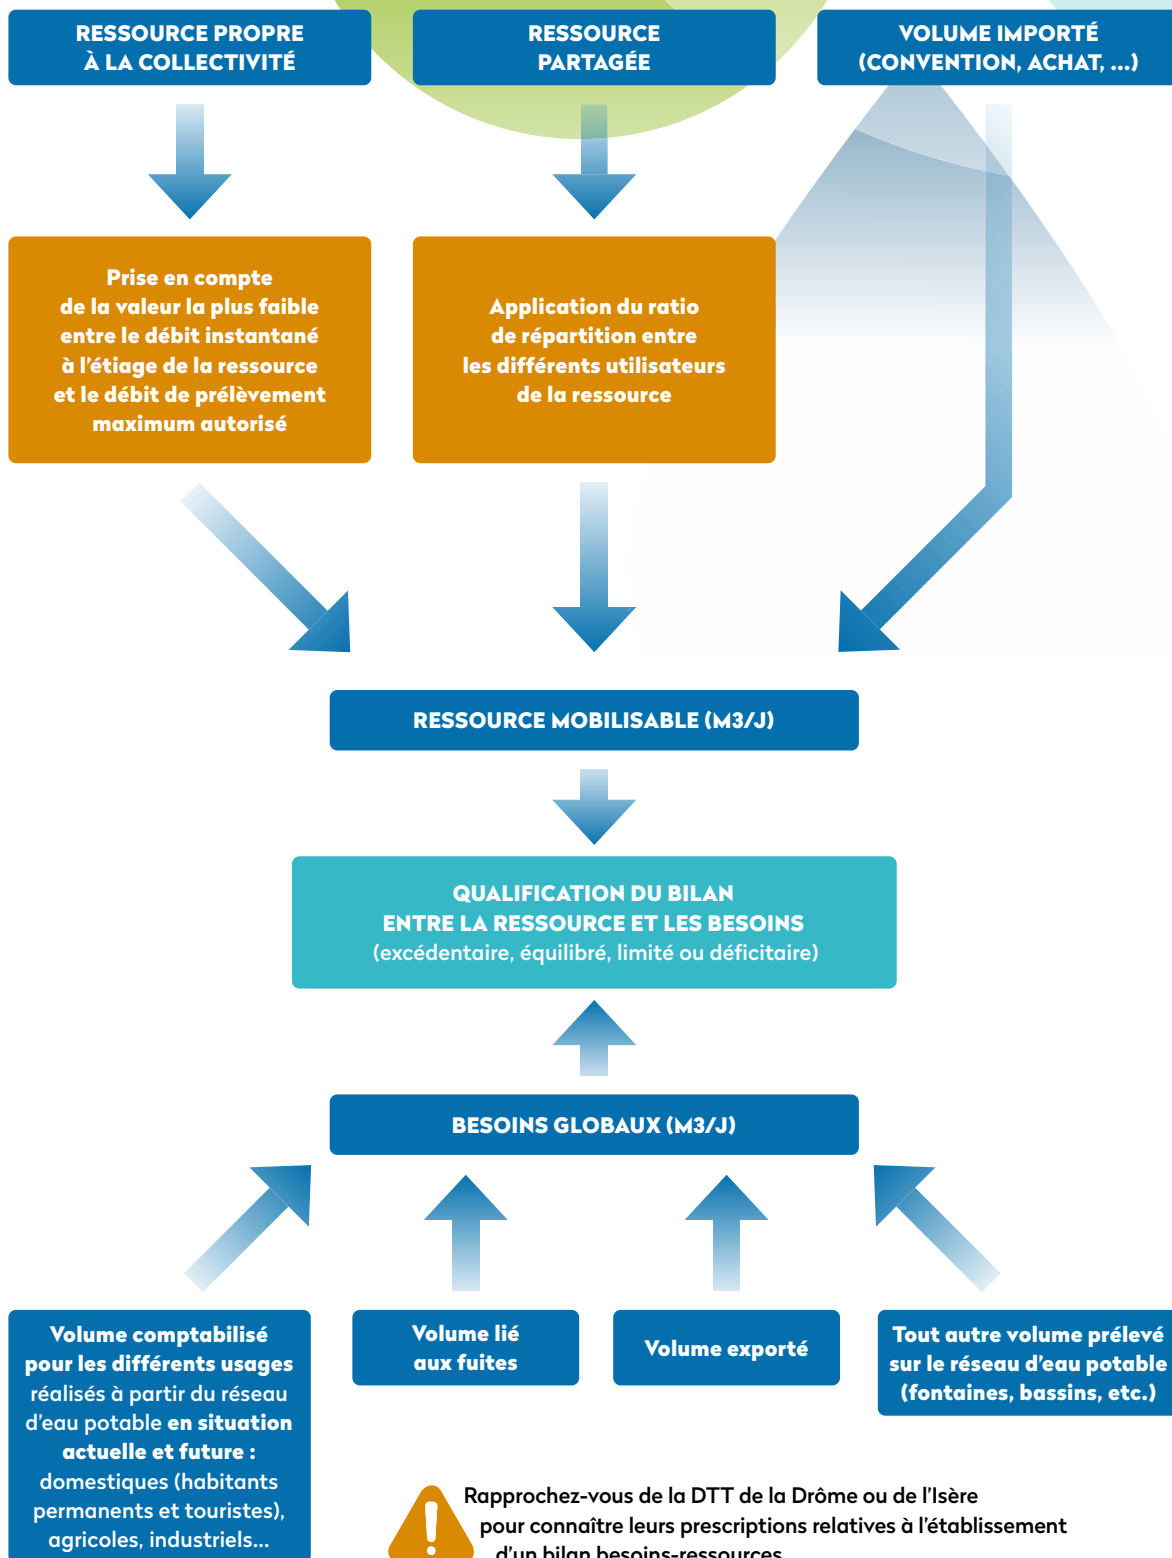 RESSOURCE PROPRE
À LA COLLECTIVITÉ
RESSOURCE
PARTAGÉE
VOLUME IMPORTÉ
(CONVENTION, ACHAT, ...)
Prise en compte
de la valeur la plus faible
entre le débit instantané
à l'étiage de la ressource
et le débit de prélèvement
maximum autorisé
Application du ratio
de répartition entre
les différents utilisateurs
de la ressource
RESSOURCE MOBILISABLE (M3/J)
QUALIFICATION DU BILAN
ENTRE LA RESSOURCE ET LES BESOINS
(excédentaire, équilibré, limité ou déficitaire)
BESOINS GLOBAUX (M3/J)
Volume comptabilisé
pour les différents usages
réalisés à partir du réseau
d'eau potable en situation
actuelle et future :
domestiques (habitants
permanents et touristes),
agricoles, industriels...
Volume lié
aux fuites
Volume exporté
Tout autre volume prélevé
sur le réseau d'eau potable
(fontaines, bassins, etc.)
Rapprochez-vous de la DTT de la Drôme ou de l'Isère
pour connaître leurs prescriptions relatives à l'établissement
d'un bilan besoins-ressources